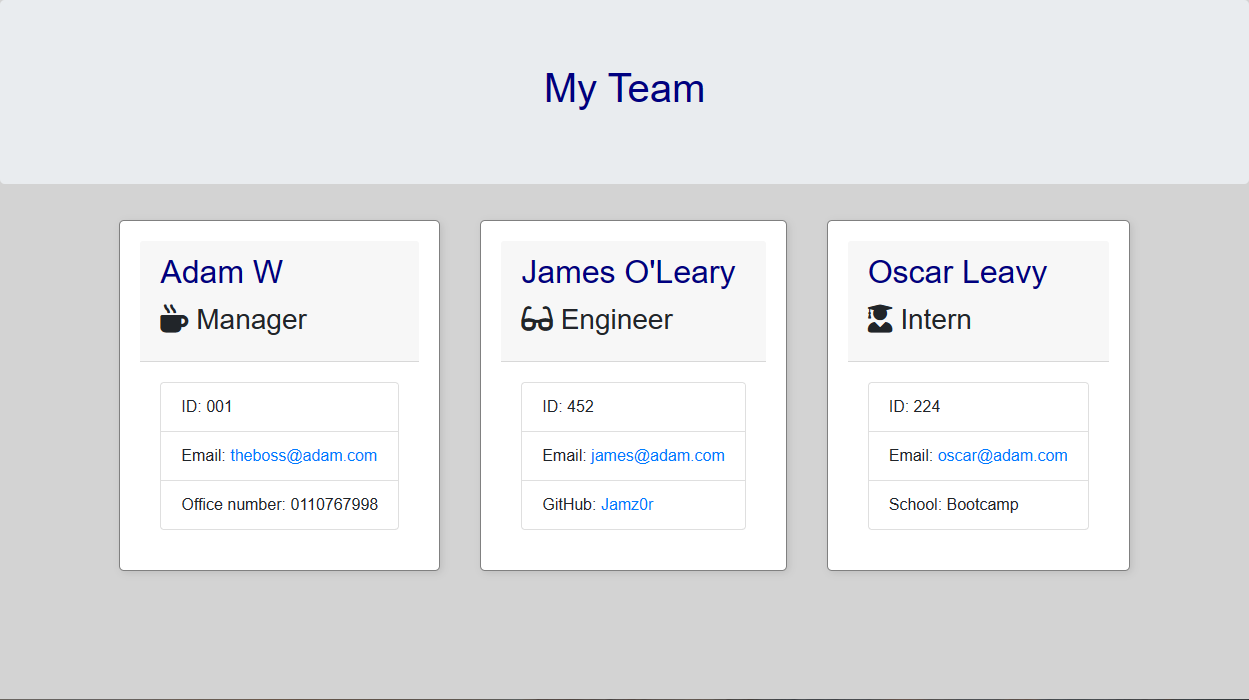 My Team
Adam W
Manager
ID: 001
Email: theboss@adam.com
Office number: 0110767998
James O'Leary
Engineer
ID: 452
Email: james@adam.com
GitHub: Jamz0r
Oscar Leavy
Intern
ID: 224
Email: oscar@adam.com
School: Bootcamp